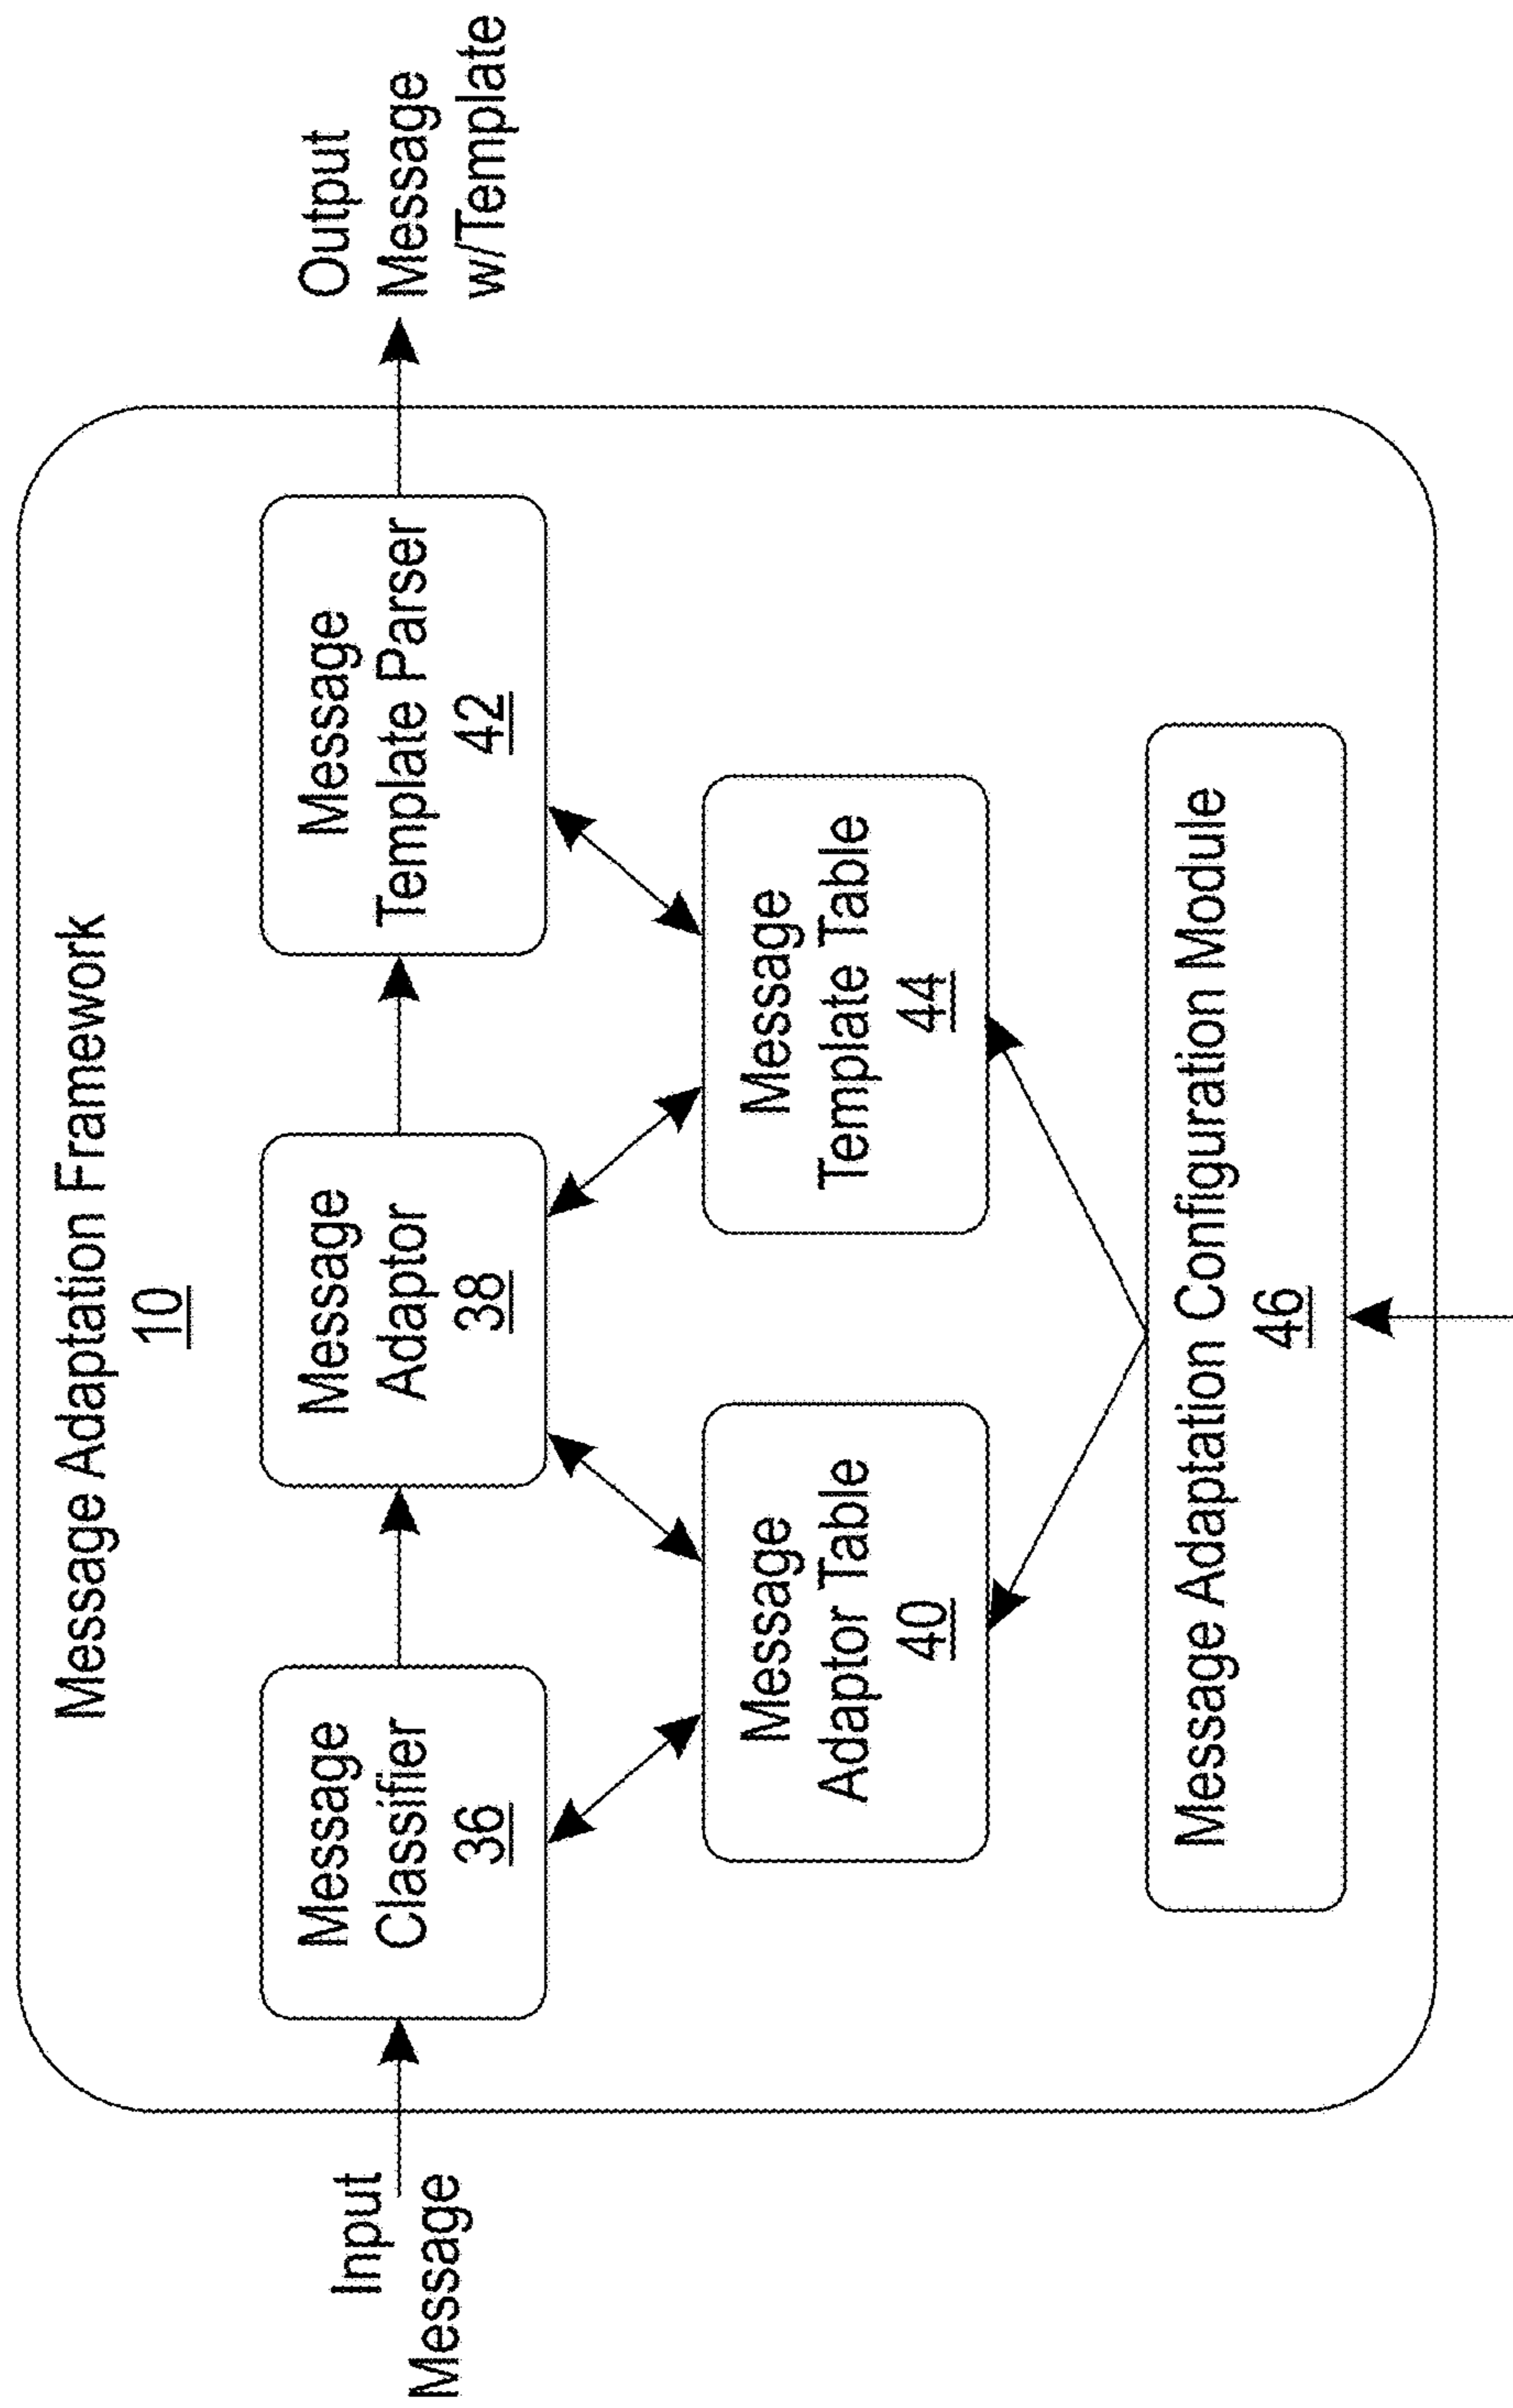 Message Adaptation Framework
10
Input
Message
Message
Classifier
36
Message
Adaptor
38
Message
Template Parser
42
Output
Message
w/Template
Message
Adaptor Table
40
Message
Template Table
44
Message Adaptation Configuration Module
46